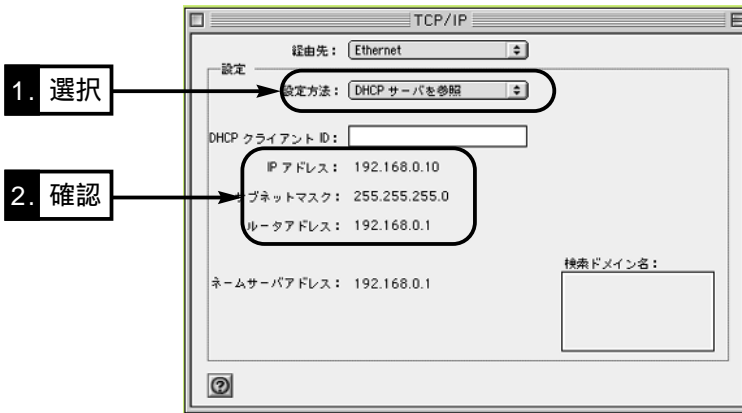 TCP/IP
経由先： Ethernet
設定
1. 選択
設定方法： DHCP サーバを参照
DHCP クライアント ID：
IP アドレス： 192.168.0.10
2. 確認
サブネットマスク： 255.255.255.0
ルータアドレス： 192.168.0.1
検索ドメイン名：
ネームサーバアドレス： 192.168.0.1
?